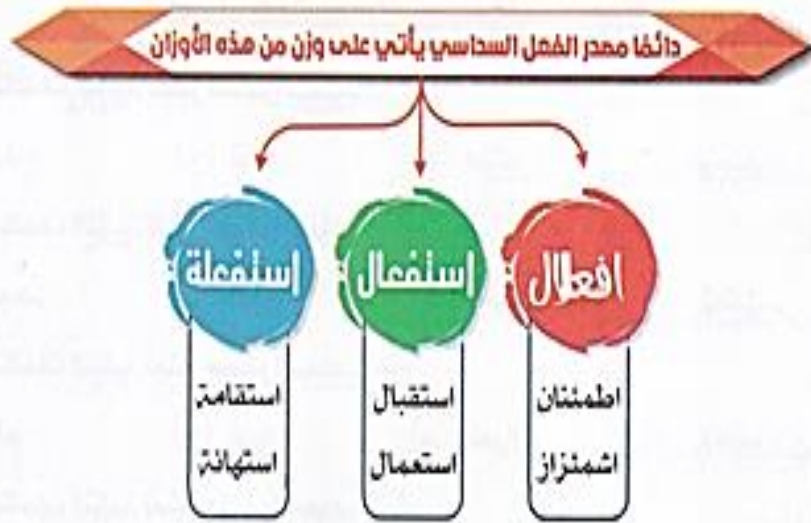 دائمًا مصدر الفعل السداسي يأتي على وزن من هذه الأوزان
افعلال
استفعال
استفعلة
اطمئنان
استقبال
استقامة
اشمئزاز
استعمال
استهانة